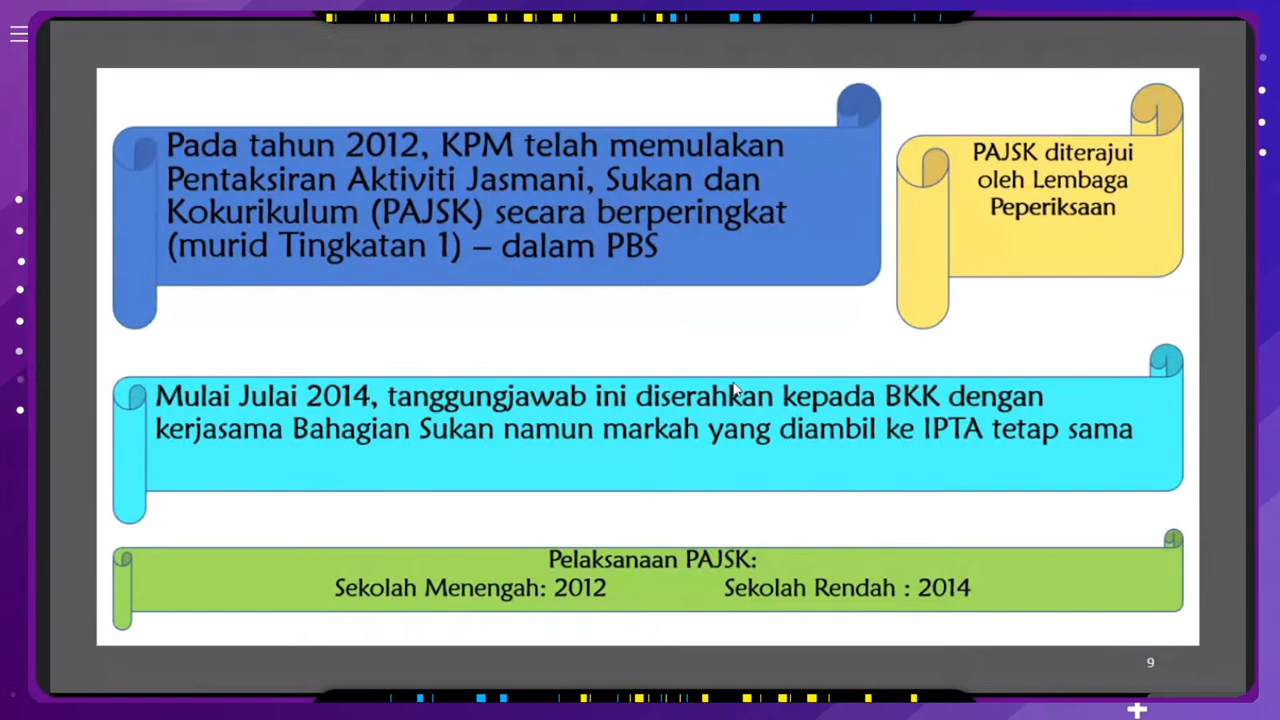 Pada tahun 2012, KPM telah memulakan
Pentaksiran Aktiviti Jasmani, Sukan dan
Kokurikulum (PAJSK) secara berperingkat
(murid Tingkatan 1) – dalam PBS
PAJSK diterajui
oleh Lembaga
Peperiksaan
Mulai Julai 2014, tanggungjawab ini diserahkan kepada BKK dengan
kerjasama Bahagian Sukan namun markah yang diambil ke IPTA tetap sama
Pelaksanaan PAJSK:
Sekolah Menengah: 2012 Sekolah Rendah : 2014
9